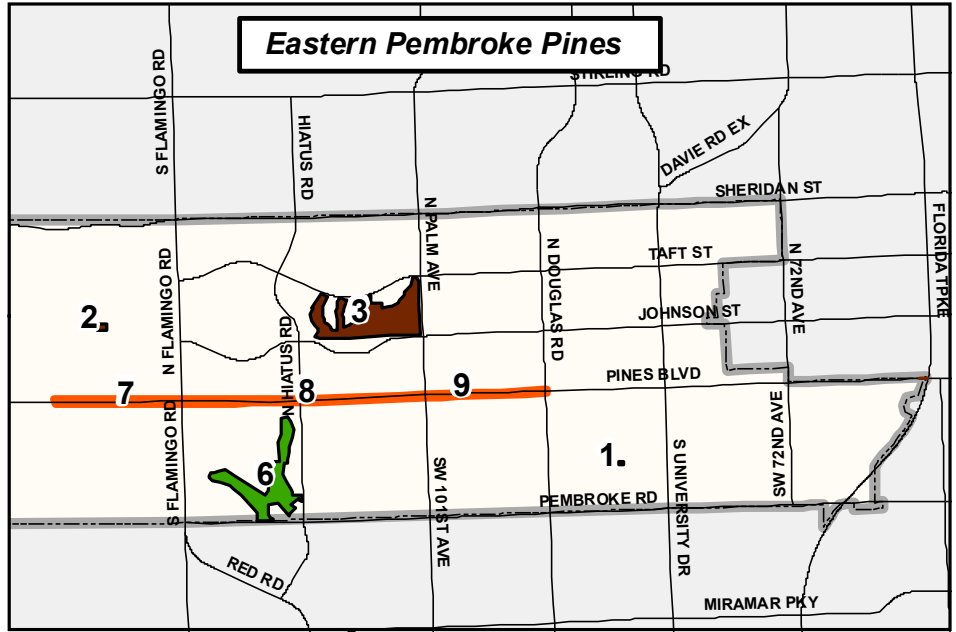 Eastern Pembroke Pines
STIRLING RD
S FLAMINGO RD
HIATUS RD
DAVIE RD EX
SHERIDAN ST
N PALM AVE
FLORIDA TPKE
N FLAMINGO RD
N DOUGLAS RD
TAFT ST
N 72ND AVE
3
JOHNSON ST
2
N HIATUS RD
7
8
9
PINES BLVD
S FLAMINGO RD
6
SW 101ST AVE
1
S UNIVERSITY DR
SW 72ND AVE
PEMBROKE RD
RED RD
MIRAMAR PKY